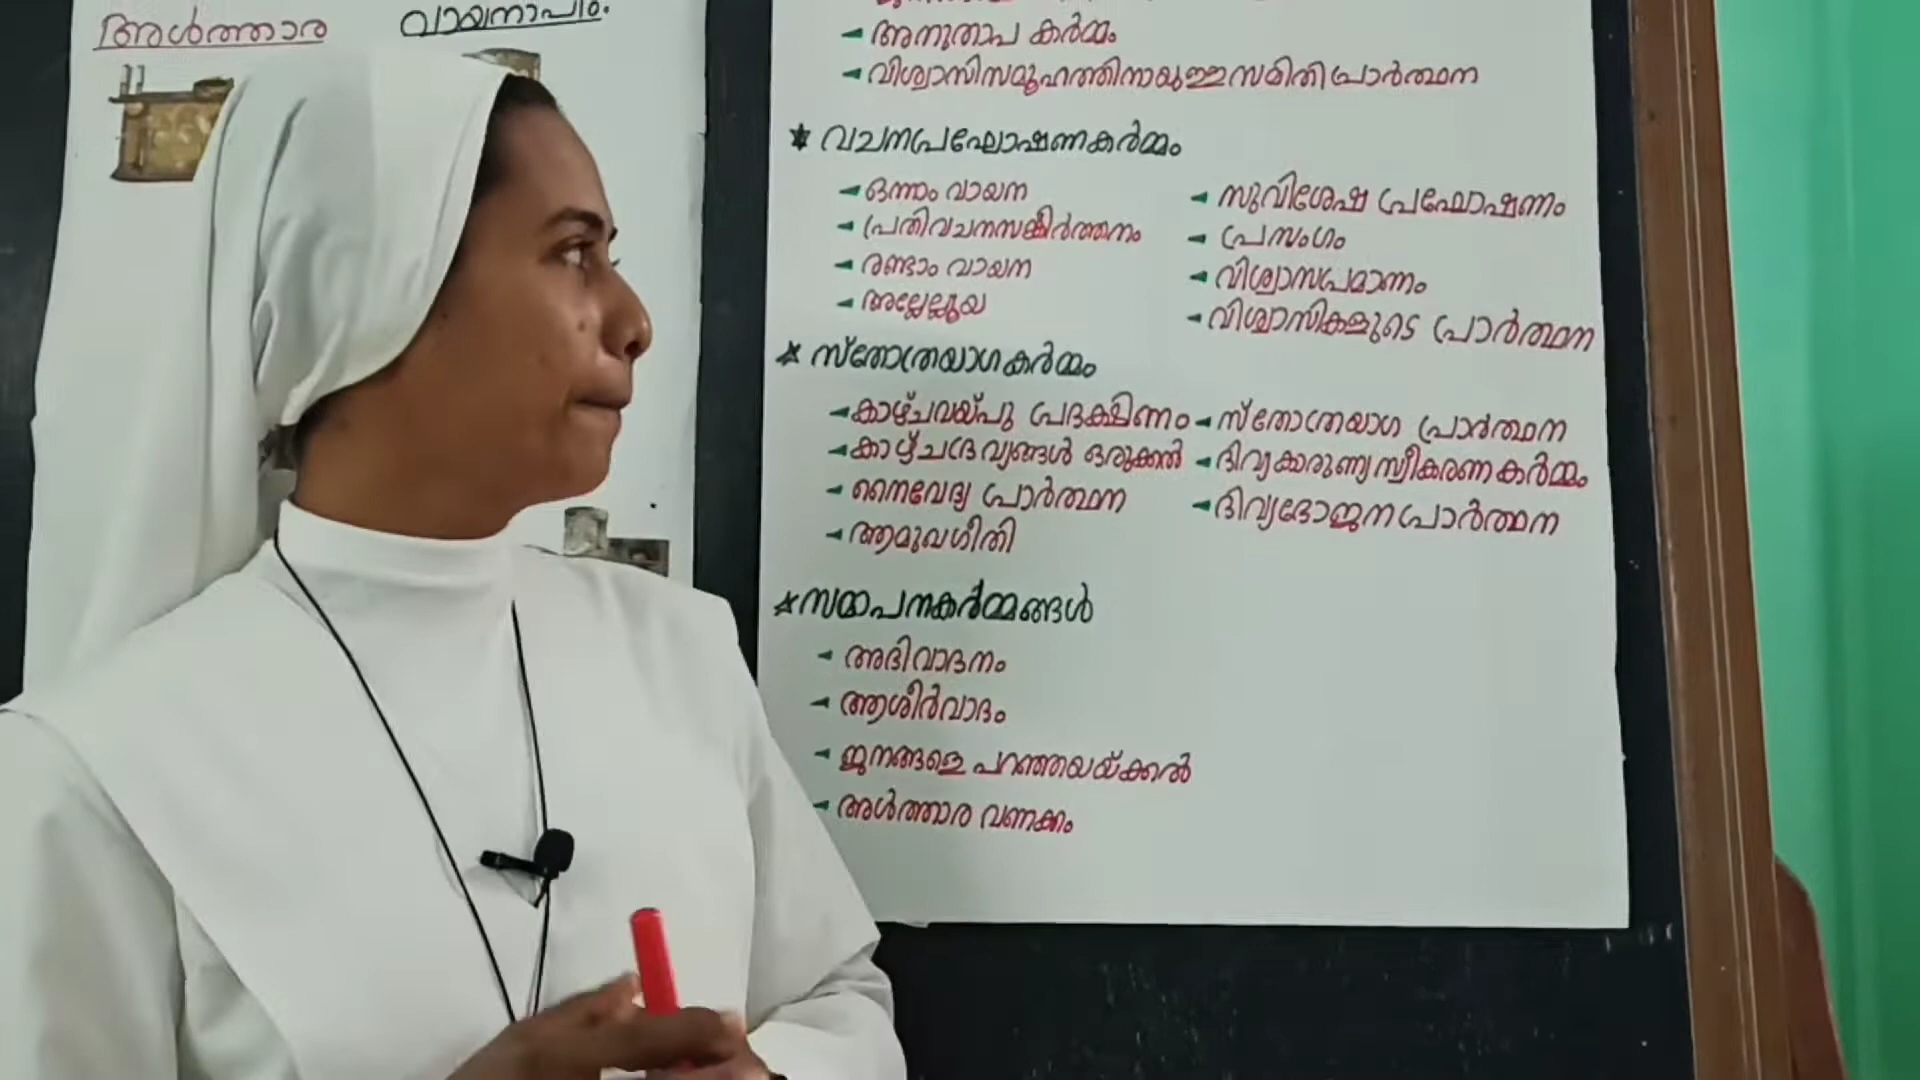 അൾത്താര
വായനാപീഠം.
അനുതാപ കർമ്മം
വിശ്വാസിസമൂഹത്തിനായുള്ള സമിതി പ്രാർത്ഥന
വചനപ്രഘോഷണകർമ്മം
ഒന്നാം വായന
പ്രതിവചനസങ്കീർത്തനം
രണ്ടാം വായന
അല്ലേലൂയ
സുവിശേഷ പ്രഘോഷണം
പ്രസംഗം
വിശ്വാസപ്രമാണം
വിശ്വാസികളുടെ പ്രാർത്ഥന
സ്തോത്രയാഗകർമ്മം
കാഴ്ചവയ്പു പ്രദക്ഷിണം
കാഴ്ചദ്രവ്യങ്ങൾ ഒരുക്കൽ
നൈവേദ്യ പ്രാർത്ഥന
ആമുഖഗീതി
സ്തോത്രയാഗ പ്രാർത്ഥന
ദിവ്യക്കാരുണ്യസ്വീകരണകർമ്മം
ദിവ്യഭോജനപ്രാർത്ഥന
സമാപനകർമ്മങ്ങൾ
അഭിവാദനം
ആശീർവാദം
ജനങ്ങളെ പറഞ്ഞയയ്ക്കൽ
അൾത്താര വണക്കം